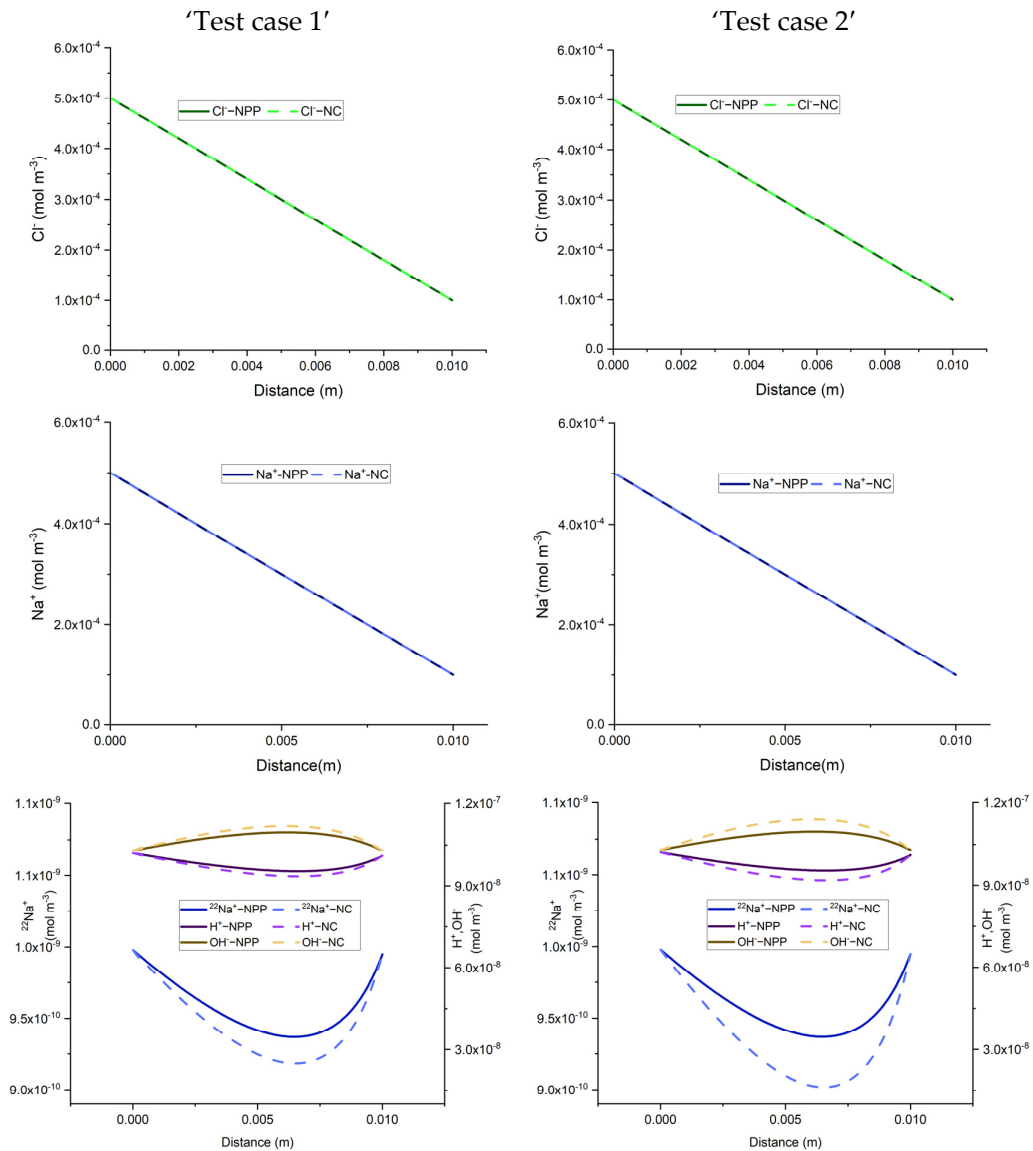 ‘Test case 1′
‘Test case 2′
6.0x10⁻⁴
5.0x10⁻⁴
4.0x10⁻⁴
3.0x10⁻⁴
2.0x10⁻⁴
1.0x10⁻⁴
0.0
Cl⁻ (mol m⁻³)
Cl⁻–NPP Cl⁻–NC
0.000 0.002 0.004 0.006 0.008 0.010
Distance (m)
6.0x10⁻⁴
5.0x10⁻⁴
4.0x10⁻⁴
3.0x10⁻⁴
2.0x10⁻⁴
1.0x10⁻⁴
0.0
Cl⁻ (mol m⁻³)
Cl⁻–NPP Cl⁻–NC
0.000 0.002 0.004 0.006 0.008 0.010
Distance (m)
6.0x10⁻⁴
4.0x10⁻⁴
2.0x10⁻⁴
0.0
Na⁺ (mol m⁻³)
Na⁺-NPP Na⁺-NC
0.000 0.005 0.010
Distance(m)
6.0x10⁻⁴
4.0x10⁻⁴
2.0x10⁻⁴
0.0
Na⁺(mol m⁻³)
Na⁺–NPP Na⁺–NC
0.000 0.005 0.010
Distance(m)
1.1x10⁻⁹
1.1x10⁻⁹
1.0x10⁻⁹
9.5x10⁻¹⁰
9.0x10⁻¹⁰
²²Na⁺
(mol m⁻³)
²²Na⁺–NPP ²²Na⁺–NC
H⁺–NPP H⁺–NC
OH⁻–NPP OH⁻–NC
1.2x10⁻⁷
9.0x10⁻⁸
6.0x10⁻⁸
3.0x10⁻⁸
H⁺,OH⁻
(mol m⁻³)
0.000 0.005 0.010
Distance (m)
1.1x10⁻⁹
1.1x10⁻⁹
1.0x10⁻⁹
9.5x10⁻¹⁰
9.0x10⁻¹⁰
²²Na⁺
(mol m⁻³)
²²Na⁺–NPP ²²Na⁺–NC
H⁺–NPP H⁺–NC
OH⁻–NPP OH⁻–NC
1.2x10⁻⁷
9.0x10⁻⁸
6.0x10⁻⁸
3.0x10⁻⁸
H⁺,OH⁻
(mol m⁻³)
0.000 0.005 0.010
Distance (m)